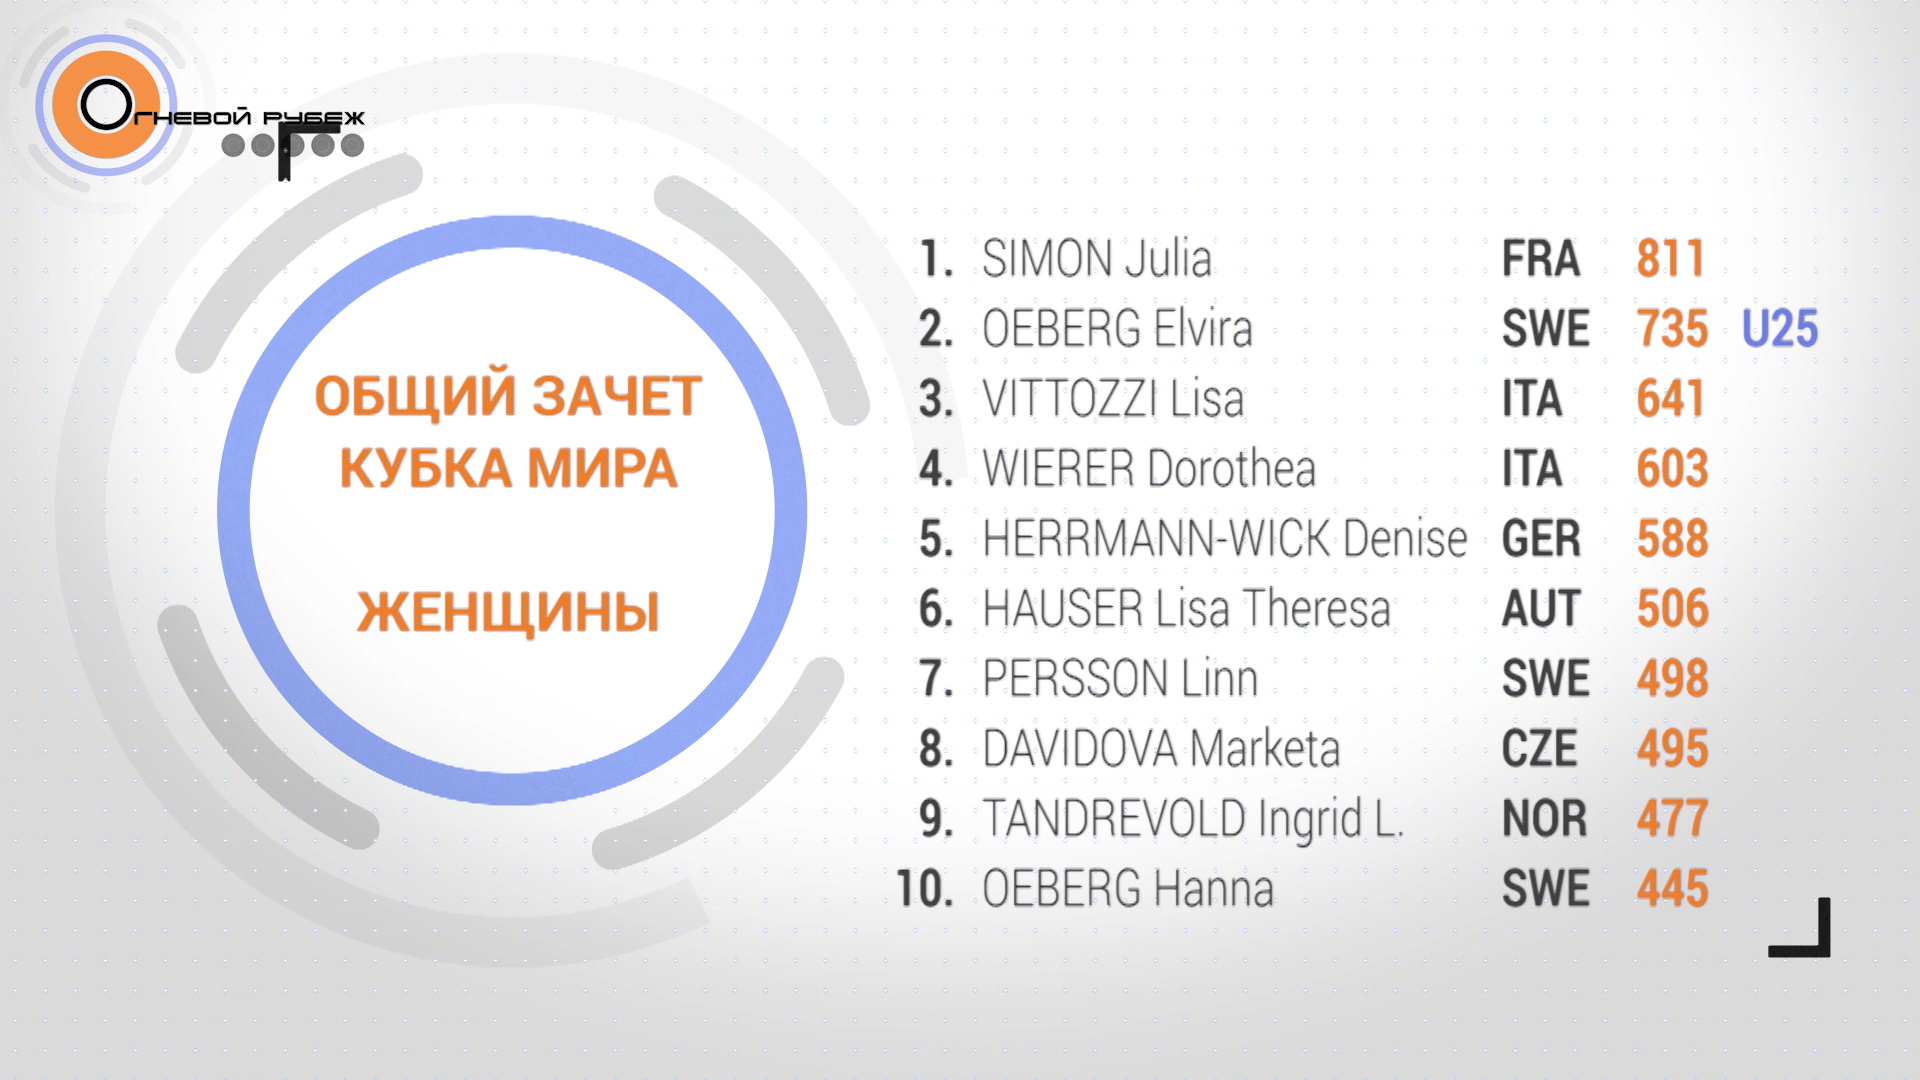 ОГНЕВОЙ РУБЕЖ
ОБЩИЙ ЗАЧЕТ
КУБКА МИРА
ЖЕНЩИНЫ
1. SIMON Julia FRA 811
2. OEBERG Elvira SWE 735 U25
3. VITTOZZI Lisa ITA 641
4. WIERER Dorothea ITA 603
5. HERRMANN-WICK Denise GER 588
6. HAUSER Lisa Theresa AUT 506
7. PERSSON Linn SWE 498
8. DAVIDOVA Marketa CZE 495
9. TANDREVOLD Ingrid L. NOR 477
10. OEBERG Hanna SWE 445